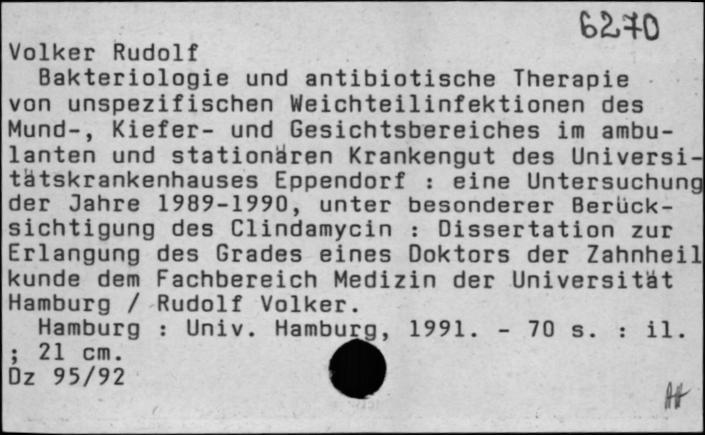 6270
Volker Rudolf
Bakteriologie und antibiotische Therapie
von unspezifischen Weichteilinfektionen des
Mund-, Kiefer- und Gesichtsbereiches im ambu-
lanten und stationären Krankengut des Universi-
tätskrankenhauses Eppendorf : eine Untersuchung
der Jahre 1989-1990, unter besonderer Berück-
sichtigung des Clindamycin : Dissertation zur
Erlangung des Grades eines Doktors der Zahnheil
kunde dem Fachbereich Medizin der Universität
Hamburg / Rudolf Volker.
Hamburg : Univ. Hamburg, 1991. - 70 s. : il.
; 21 cm.
Dz 95/92